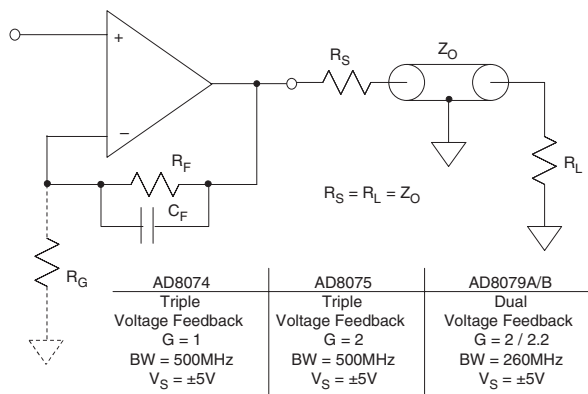 +
−
R_S
Z_O
R_F
C_F
R_L
R_S = R_L = Z_O
R_G
AD8074 AD8075 AD8079A/B
Triple Triple Dual
Voltage Feedback Voltage Feedback Voltage Feedback
G = 1 G = 2 G = 2 / 2.2
BW = 500MHz BW = 500MHz BW = 260MHz
V_S = ±5V V_S = ±5V V_S = ±5V